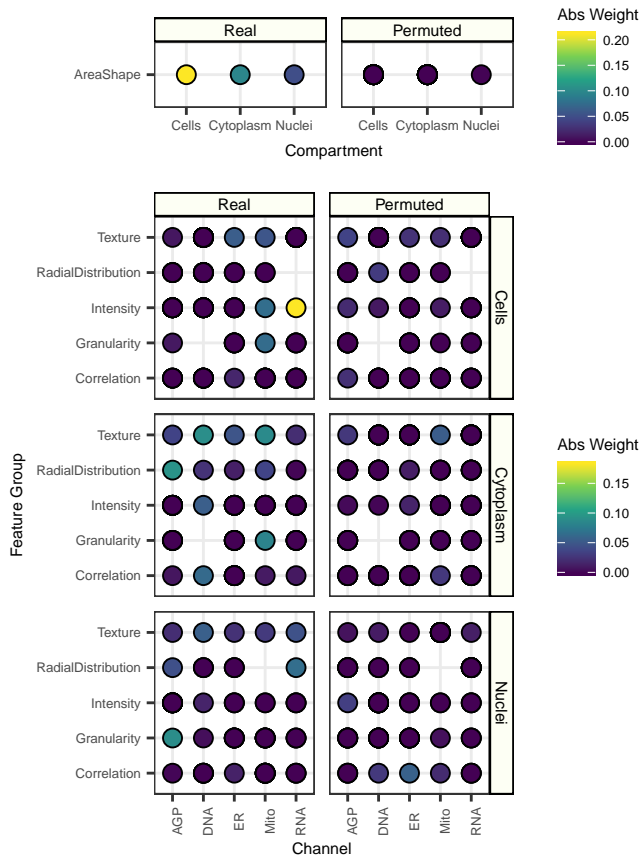 Abs Weight
Real Permuted
0.20
0.15
AreaShape
0.10
0.05
0.00
Cells Cytoplasm Nuclei Cells Cytoplasm Nuclei
Compartment
Real Permuted
Texture
RadialDistribution
Intensity
Granularity
Correlation
Cells
Texture
RadialDistribution
Intensity
Granularity
Correlation
Cytoplasm
Feature Group
Abs Weight
0.15
0.10
0.05
0.00
Texture
RadialDistribution
Intensity
Granularity
Correlation
Nuclei
AGP DNA ER Mito RNA AGP DNA ER Mito RNA
Channel